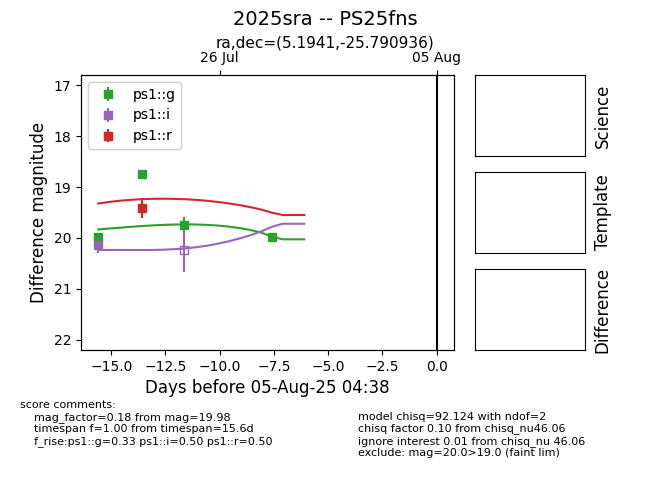 2025sra -- PS25fns
ra,dec=(5.1941,-25.790936)
26 Jul
05 Aug
17
18
19
20
21
22
Difference magnitude
ps1::g
ps1::i
ps1::r
−15.0
−12.5
−10.0
−7.5
−5.0
−2.5
0.0
Days before 05-Aug-25 04:38
Science
Template
Difference
score comments:
mag_factor=0.18 from mag=19.98
timespan f=1.00 from timespan=15.6d
f_rise:ps1::g=0.33 ps1::i=0.50 ps1::r=0.50
model chisq=92.124 with ndof=2
chisq factor 0.10 from chisq_nu46.06
ignore interest 0.01 from chisq_nu 46.06
exclude: mag=20.0>19.0 (faint lim)